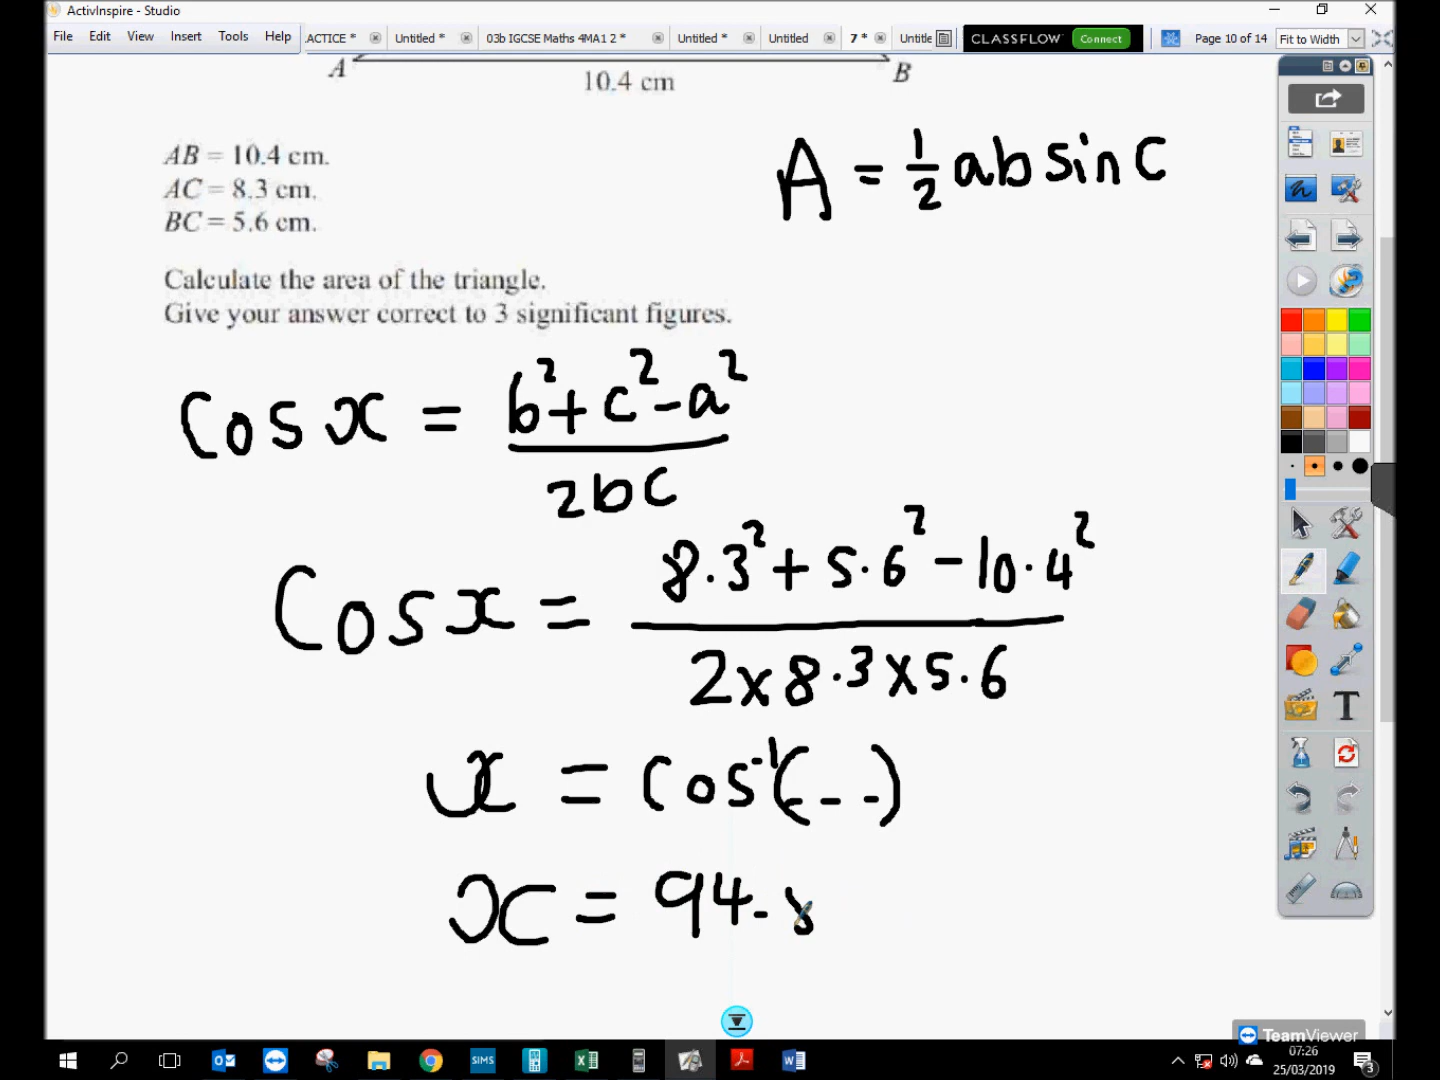 ActivInspire - Studio
File Edit View Insert Tools Help
.ACTICE * Untitled * 03b IGCSE Maths 4MA1 2 * Untitled * Untitled 7 * Untitle CLASSFLOW Connect Page 10 of 14 Fit to Width
A B
10.4 cm
AB = 10.4 cm.
AC = 8.3 cm.
BC = 5.6 cm.
A = ½ ab sin C
Calculate the area of the triangle.
Give your answer correct to 3 significant figures.
Cos x = (b² + c² - a²) / 2bc
Cos x = (8.3² + 5.6² - 10.4²) / 2 x 8.3 x 5.6
x = cos⁻¹(---)
x = 94.8
T
TeamViewer
SIMS
07:26
25/03/2019
3